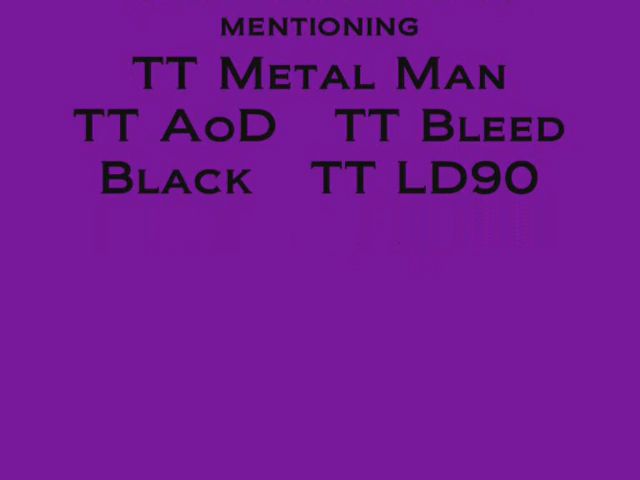 MENTIONING
TT METAL MAN
TT AOD TT BLEED
BLACK TT LD90